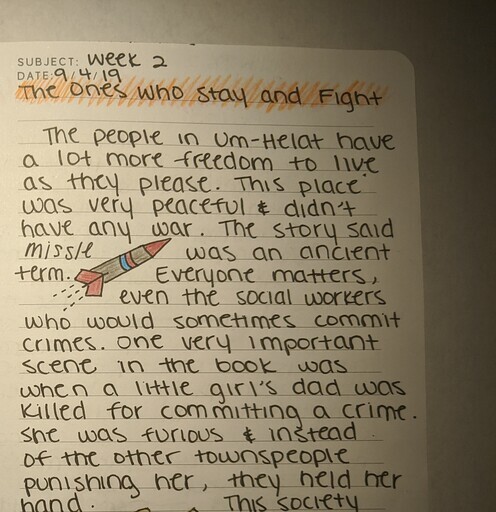 SUBJECT: Week 2
DATE: 9/4/19
The Ones Who Stay and Fight
The people in Um-Helat have
a lot more freedom to live
as they please. This place
was very peaceful & didn't
have any war. The story said
missle was an ancient
term. Everyone matters,
even the social workers
who would sometimes commit
crimes. One very important
scene in the book was
when a little girl's dad was
killed for committing a crime.
She was furious & instead
of the other townspeople
punishing her, they held her
hand. This society